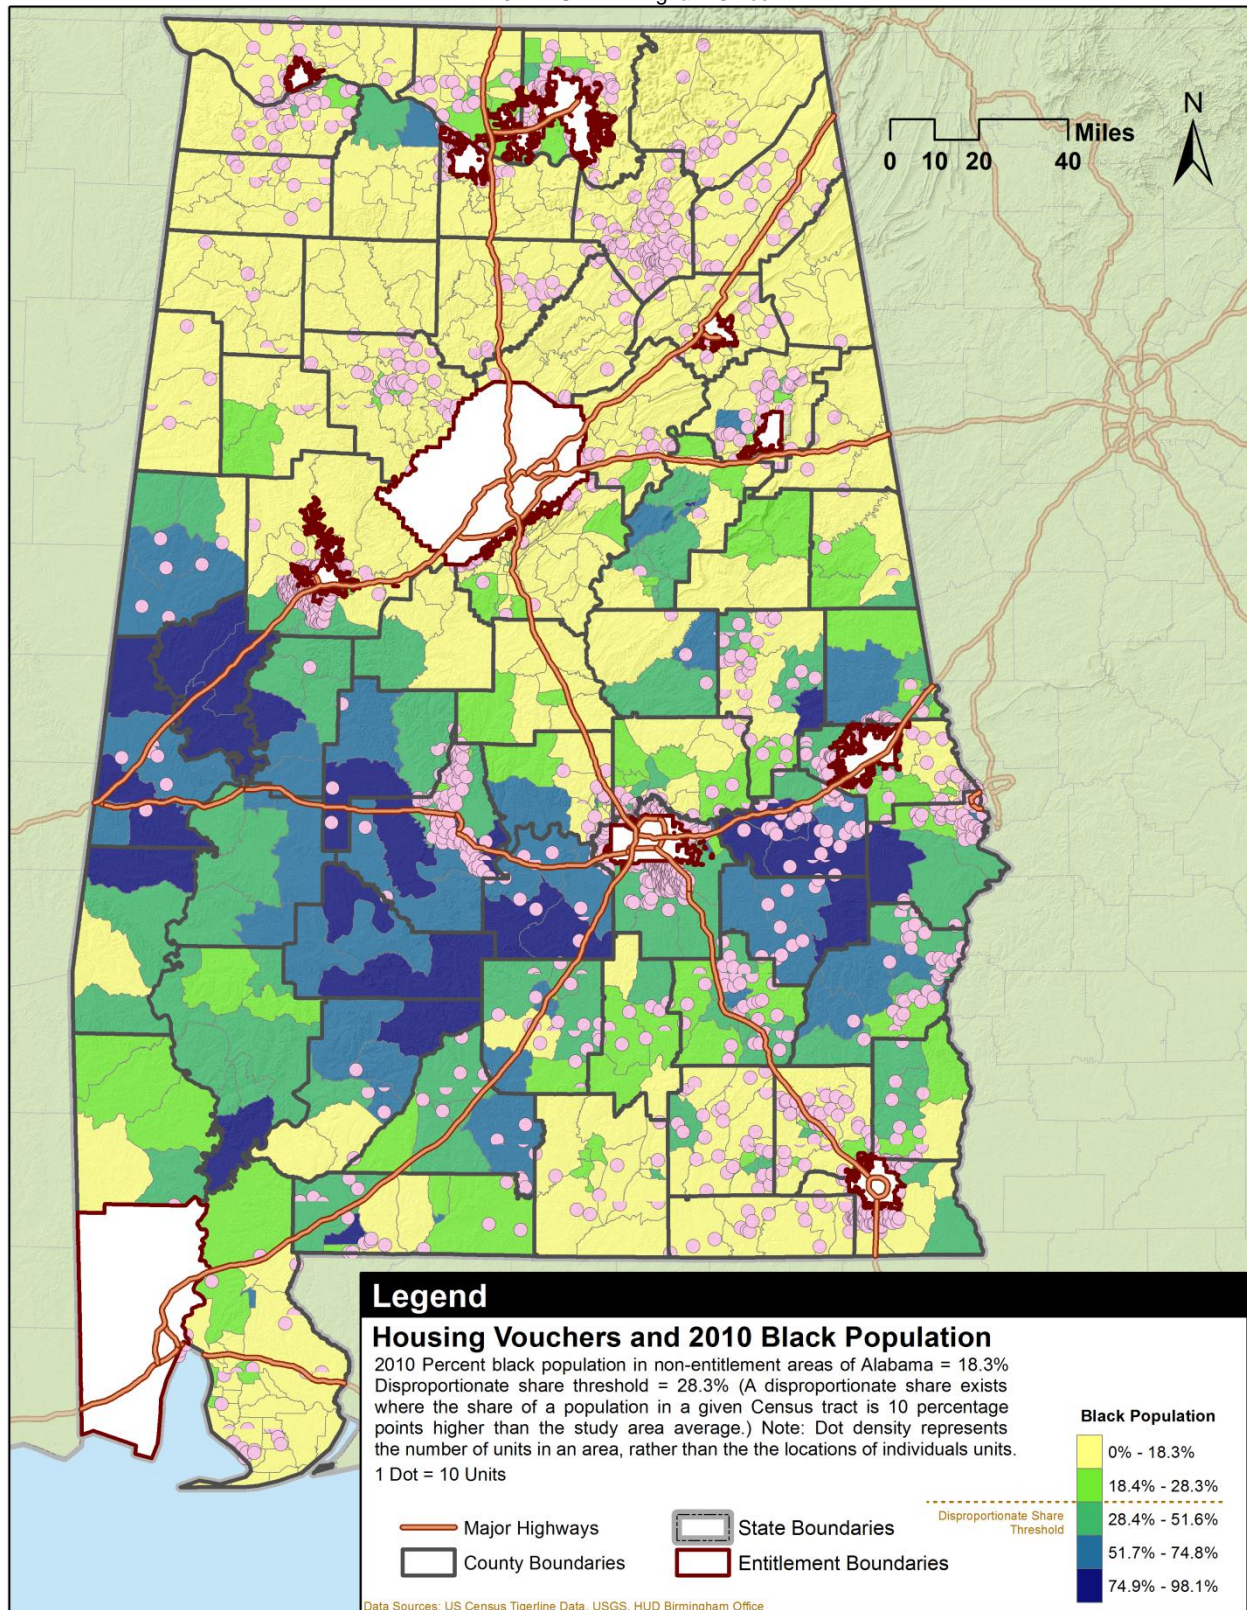 N
Miles
0 10 20 40
Legend
Housing Vouchers and 2010 Black Population
2010 Percent black population in non-entitlement areas of Alabama = 18.3%
Disproportionate share threshold = 28.3% (A disproportionate share exists
where the share of a population in a given Census tract is 10 percentage
points higher than the study area average.) Note: Dot density represents
the number of units in an area, rather than the the locations of individuals units.
1 Dot = 10 Units
Major Highways
State Boundaries
County Boundaries
Entitlement Boundaries
Black Population
0% - 18.3%
18.4% - 28.3%
Disproportionate Share
Threshold
28.4% - 51.6%
51.7% - 74.8%
74.9% - 98.1%
Data Sources: US Census Tigerline Data, USGS, HUD Birmingham Office